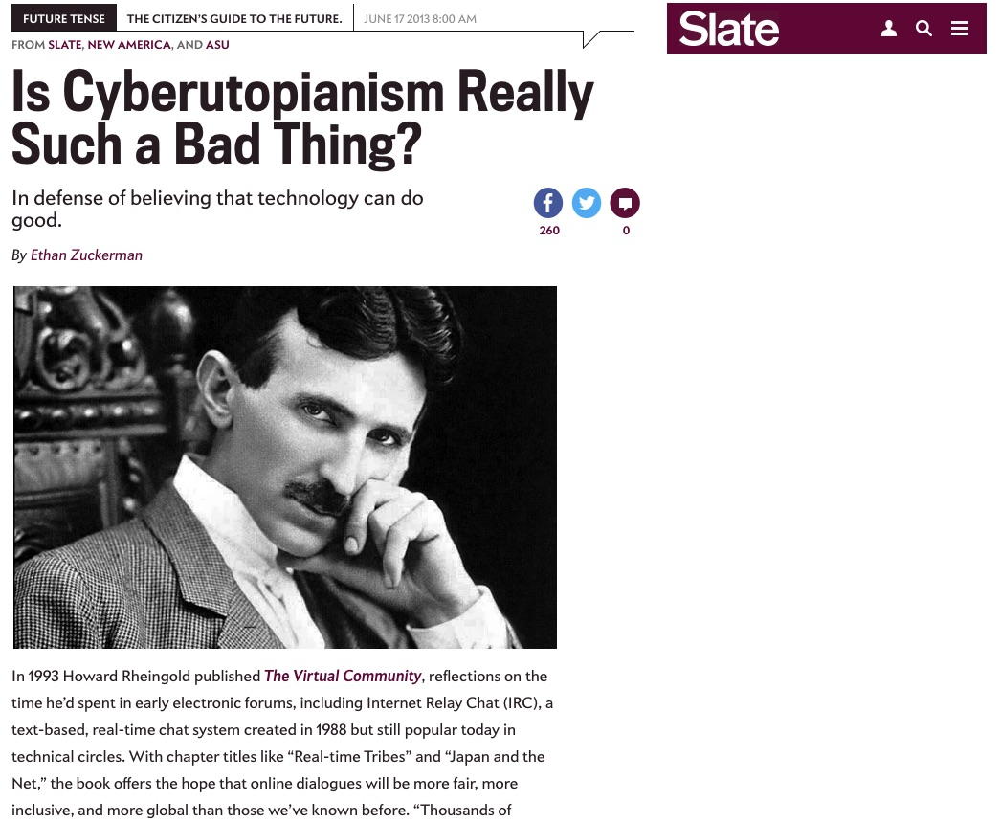 FUTURE TENSE THE CITIZEN'S GUIDE TO THE FUTURE. JUNE 17 2013 8:00 AM
Slate
FROM SLATE, NEW AMERICA, AND ASU
Is Cyberutopianism Really
Such a Bad Thing?
In defense of believing that technology can do
good.
260
0
By Ethan Zuckerman
In 1993 Howard Rheingold published The Virtual Community, reflections on the
time he’d spent in early electronic forums, including Internet Relay Chat (IRC), a
text-based, real-time chat system created in 1988 but still popular today in
technical circles. With chapter titles like “Real-time Tribes” and “Japan and the
Net,” the book offers the hope that online dialogues will be more fair, more
inclusive, and more global than those we’ve known before. “Thousands of